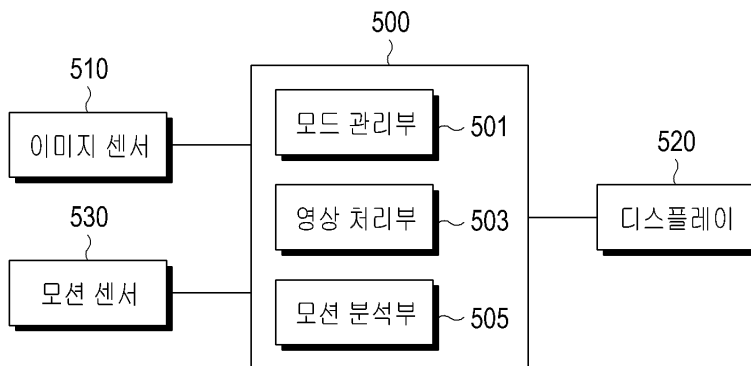 500
510
이미지 센서
530
모션 센서
모드 관리부
501
영상 처리부
503
모션 분석부
505
520
디스플레이